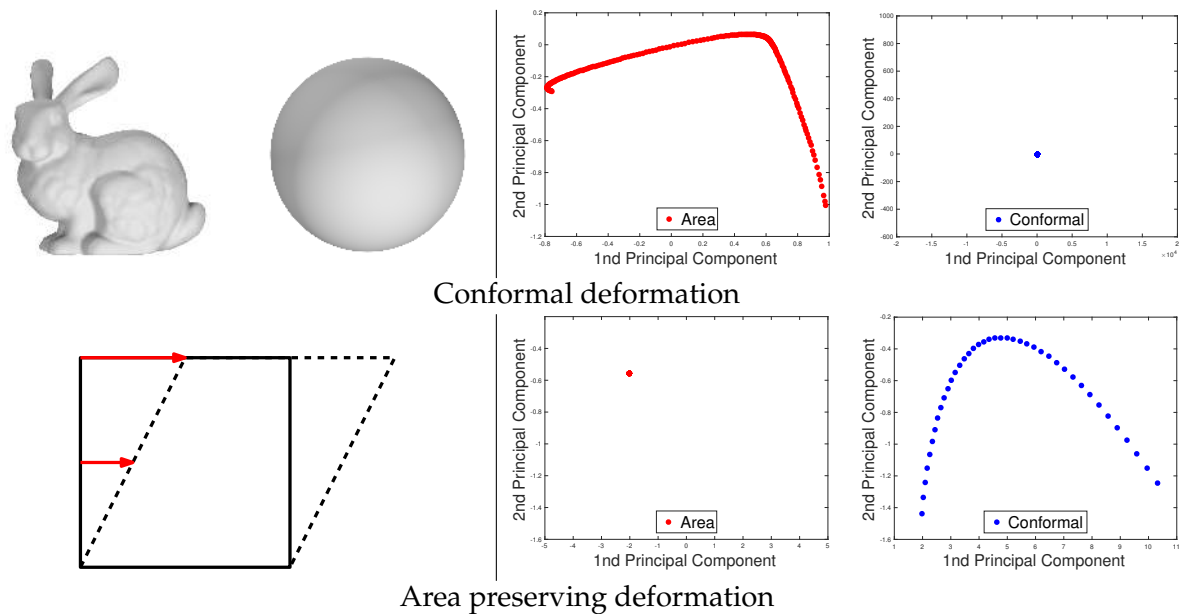 2nd Principal Component
0.2
0
-0.2
-0.4
-0.6
-0.8
-1
-1.2
-0.8 -0.6 -0.4 -0.2 0 0.2 0.4 0.6 0.8 1
Area
1nd Principal Component
2nd Principal Component
1000
800
600
400
200
0
-200
-400
-600
-2 -1.5 -1 -0.5 0 0.5 1 1.5 2
× 10⁴
Conformal
1nd Principal Component
Conformal deformation
2nd Principal Component
-0.4
-0.6
-0.8
-1
-1.2
-1.4
-1.6
-5 -4 -3 -2 -1 0 1 2 3 4 5
Area
1nd Principal Component
2nd Principal Component
-0.2
-0.4
-0.6
-0.8
-1
-1.2
-1.4
-1.6
1 2 3 4 5 6 7 8 9 10 11
Conformal
1nd Principal Component
Area preserving deformation